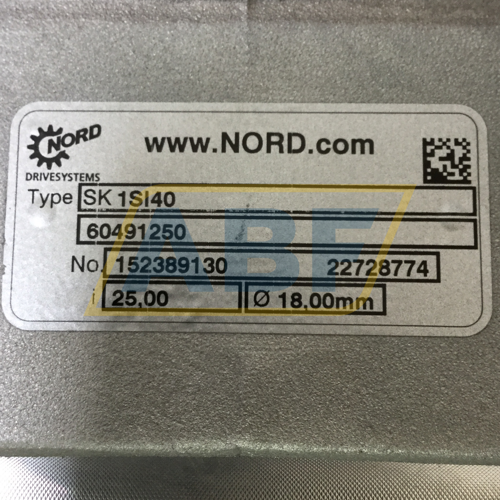 NORD
DRIVESYSTEMS
www.NORD.com
Type SK 1SI40
60491250
No. 152389130 22728774
i 25,00 Ø 18,00mm
ABF